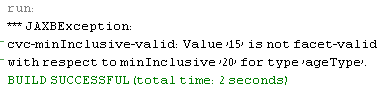 run:
*** JAXBException:
cvc-minInclusive-valid: Value '15' is not facet-valid
with respect to minInclusive '20' for type 'ageType'.
BUILD SUCCESSFUL (total time: 2 seconds)